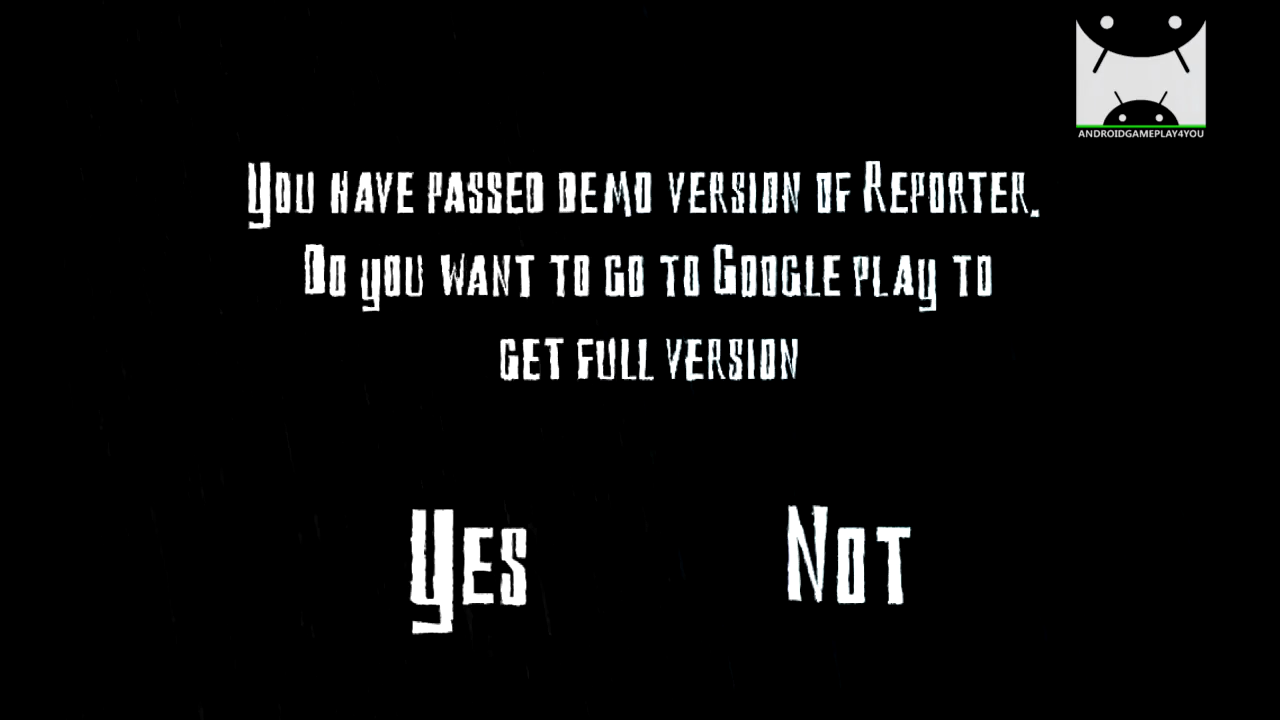 ANDROIDGAMEPLAY4YOU
You have passed demo version of Reporter.
Do you want to go to Google play to
get full version
Yes
Not